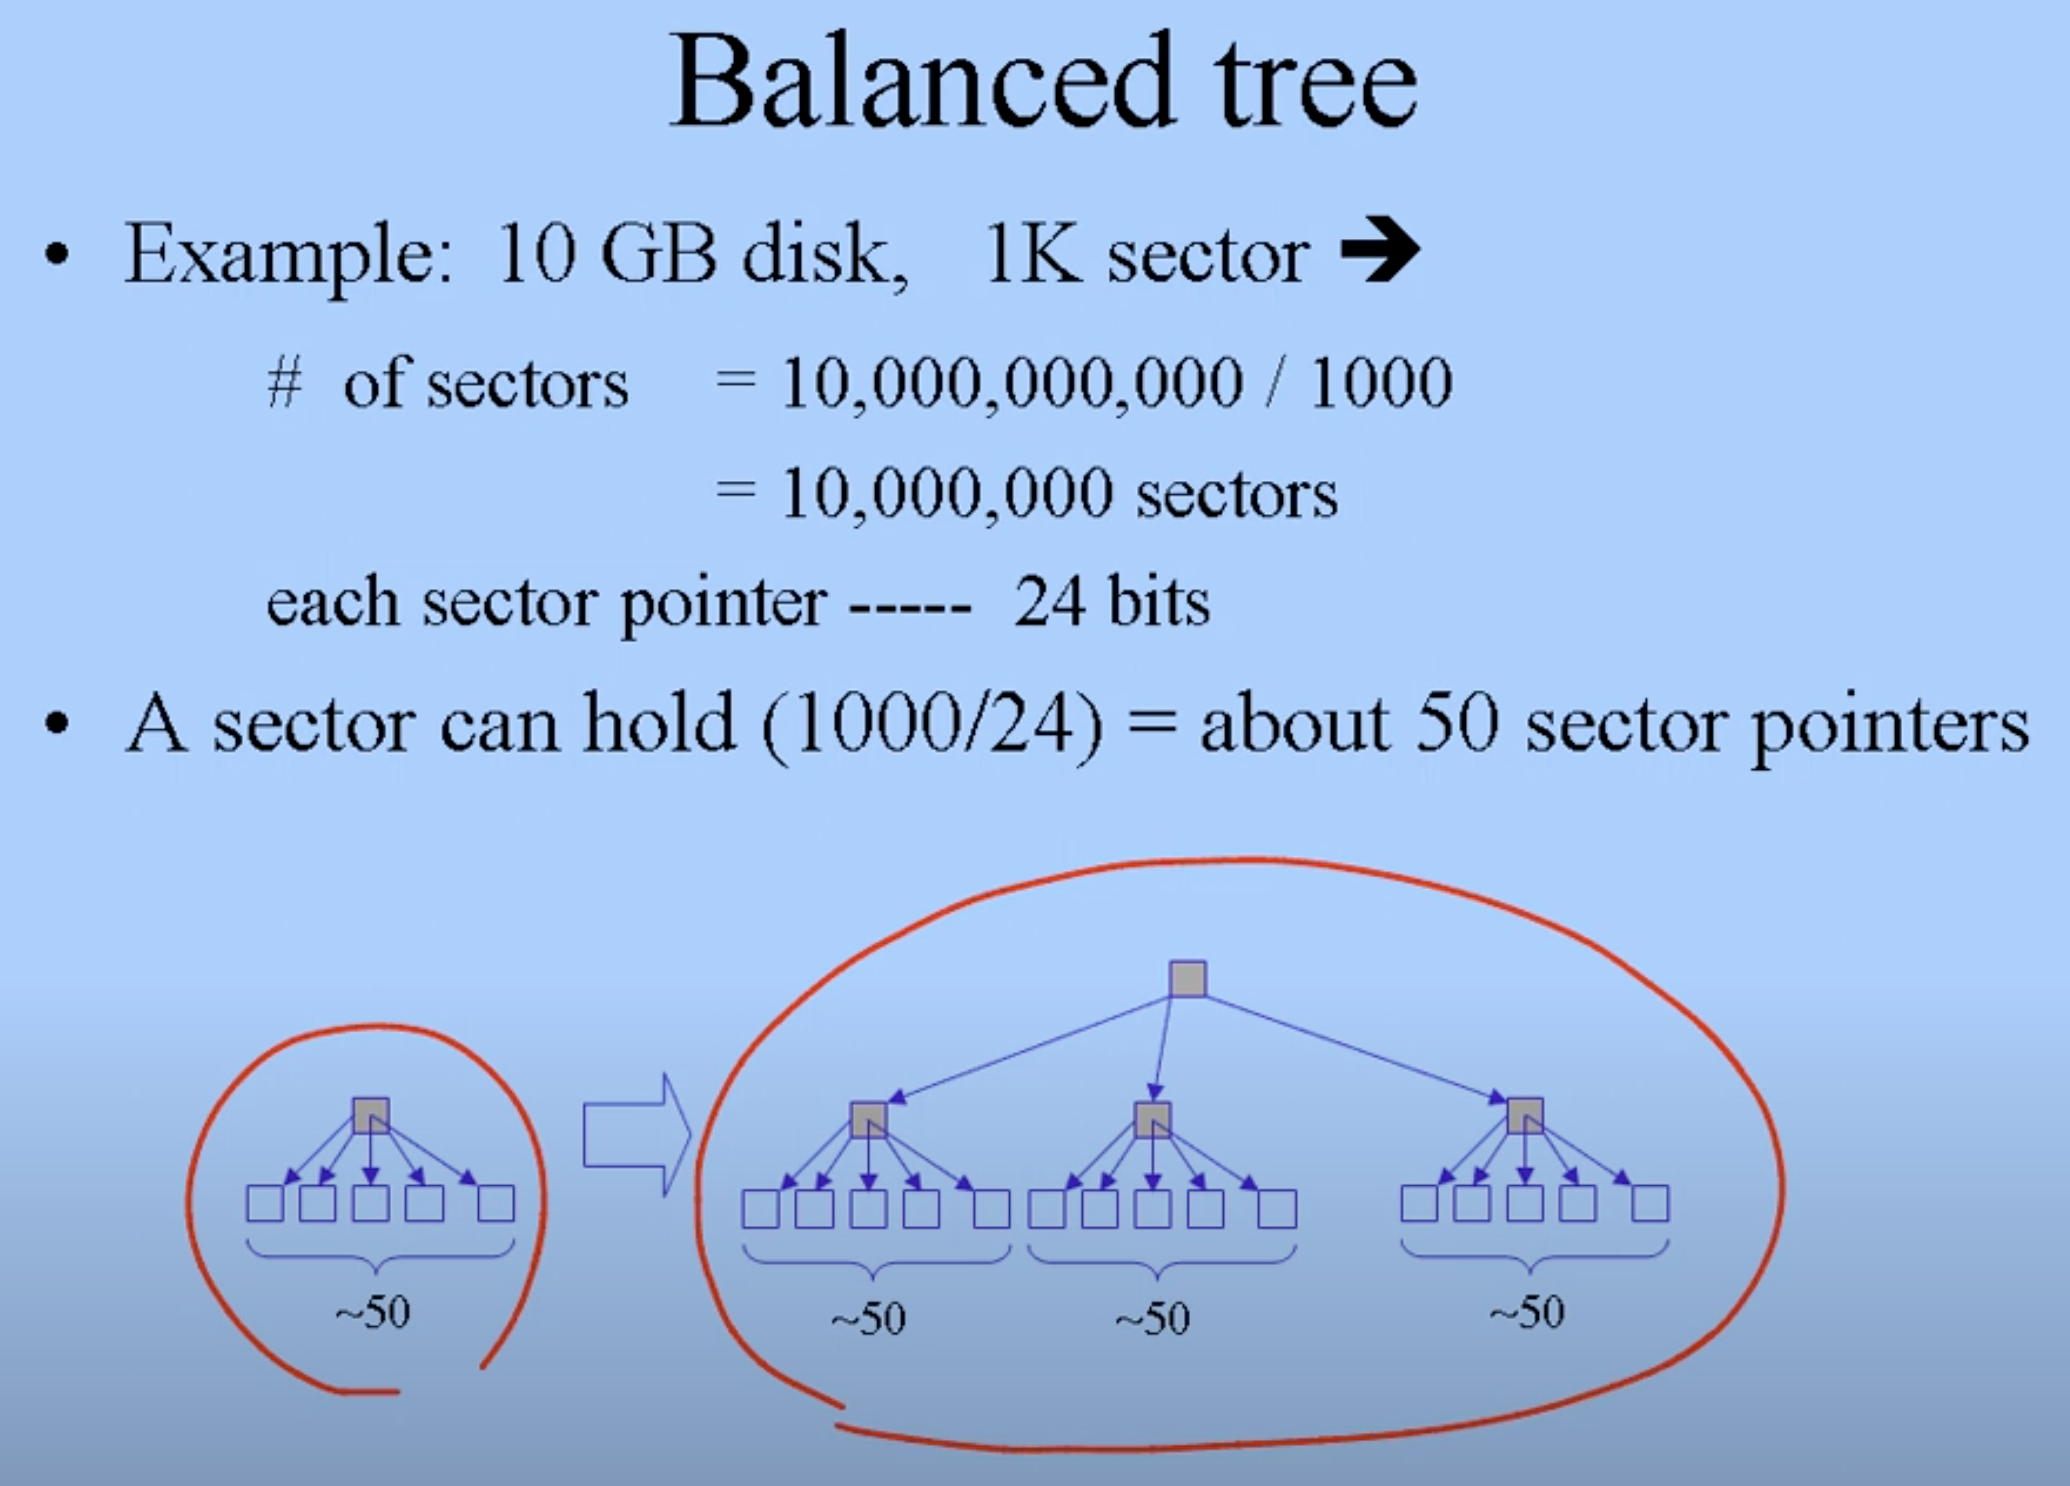 Balanced tree
• Example: 10 GB disk, 1K sector ➔
# of sectors = 10,000,000,000 / 1000
= 10,000,000 sectors
each sector pointer ----- 24 bits
• A sector can hold (1000/24) = about 50 sector pointers
~50
~50
~50
~50